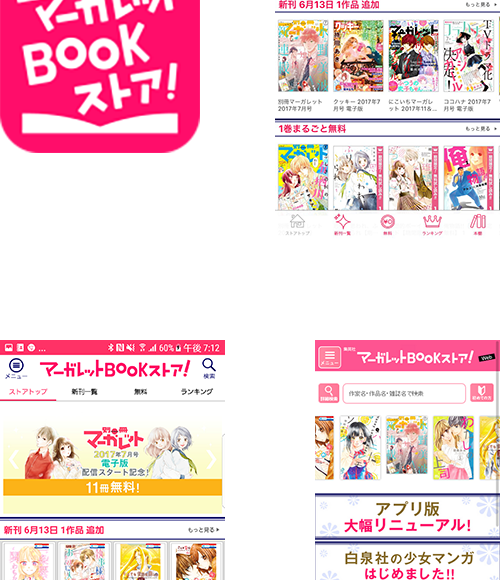 マーガレット
BOOK
ストア!
新刊 6月13日 1作品 追加
もっと見る
別冊マーガレット 2017年7月号
クッキー 2017年7月号 電子版
にこいちマーガレット 2017年11&…
ココハナ 2017年7月号 電子版
1巻まるごと無料
もっと見る
ストアトップ
新刊一覧
無料
ランキング
本棚
60% 午後 7:12
メニュー
マーガレットBOOKストア!
検索
ストアトップ
新刊一覧
無料
ランキング
別冊
マーガレット
2017年7月号
電子版
配信スタート記念!
11冊無料!
新刊 6月13日 1作品 追加
もっと見る
メニュー
集英社
マーガレットBOOKストア!
Web
詳細検索
作家名・作品名・雑誌名で検索
初めての方
アプリ版
大幅リニューアル!
白泉社の少女マンガ
はじめました!!